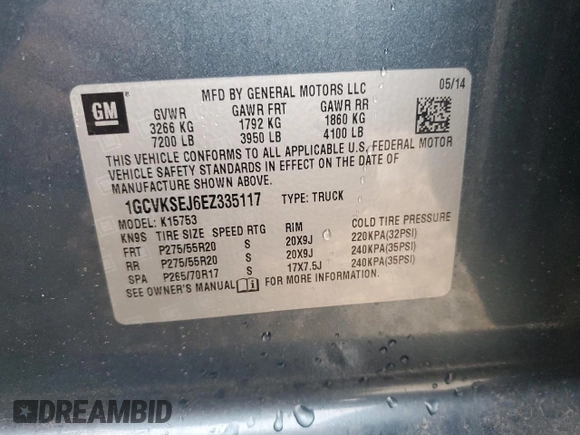 GM
MFD BY GENERAL MOTORS LLC 05/14
GVWR GAWR FRT GAWR RR
3266 KG 1792 KG 1860 KG
7200 LB 3950 LB 4100 LB
THIS VEHICLE CONFORMS TO ALL APPLICABLE U.S. FEDERAL MOTOR
VEHICLE SAFETY STANDARDS IN EFFECT ON THE DATE OF
MANUFACTURE SHOWN ABOVE.
1GCVKSEJ6EZ335117 TYPE: TRUCK
MODEL: K15753
KN9S TIRE SIZE SPEED RTG RIM COLD TIRE PRESSURE
FRT P275/55R20 S 20X9J 220KPA(32PSI)
RR P275/55R20 S 20X9J 240KPA(35PSI)
SPA P265/70R17 S 17X7.5J 240KPA(35PSI)
SEE OWNER'S MANUAL FOR MORE INFORMATION.
DREAMBID